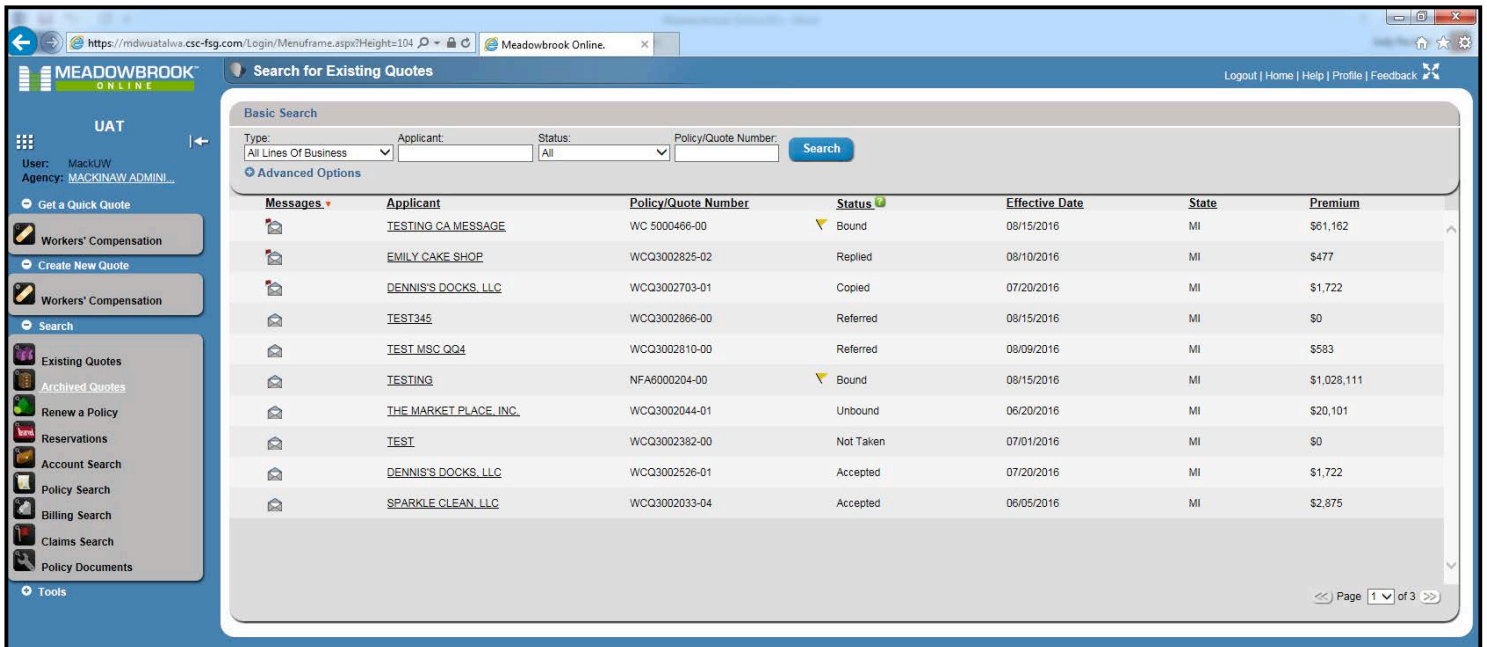 https://mdwuatalwa.csc-fsg.com/Login/Menuframe.aspx?Height=104
Meadowbrook Online.
MEADOWBROOK
ONLINE
Search for Existing Quotes
Logout | Home | Help | Profile | Feedback
UAT
User: MackUW
Agency: MACKINAW ADMINI...
Get a Quick Quote
Workers' Compensation
Create New Quote
Workers' Compensation
Search
Existing Quotes
Archived Quotes
Renew a Policy
Reservations
Account Search
Policy Search
Billing Search
Claims Search
Policy Documents
Tools
Basic Search
Type: Applicant: Status: Policy/Quote Number:
All Lines Of Business All Search
Advanced Options
Messages Applicant Policy/Quote Number Status Effective Date State Premium
TESTING CA MESSAGE WC 5000466-00 Bound 08/15/2016 MI $61,162
EMILY CAKE SHOP WCQ3002825-02 Replied 08/10/2016 MI $477
DENNIS'S DOCKS, LLC WCQ3002703-01 Copied 07/20/2016 MI $1,722
TEST345 WCQ3002866-00 Referred 08/15/2016 MI $0
TEST MSC QQ4 WCQ3002810-00 Referred 08/09/2016 MI $583
TESTING NFA6000204-00 Bound 08/15/2016 MI $1,028,111
THE MARKET PLACE, INC. WCQ3002044-01 Unbound 06/20/2016 MI $20,101
TEST WCQ3002382-00 Not Taken 07/01/2016 MI $0
DENNIS'S DOCKS, LLC WCQ3002526-01 Accepted 07/20/2016 MI $1,722
SPARKLE CLEAN, LLC WCQ3002033-04 Accepted 06/05/2016 MI $2,875
Page 1 of 3